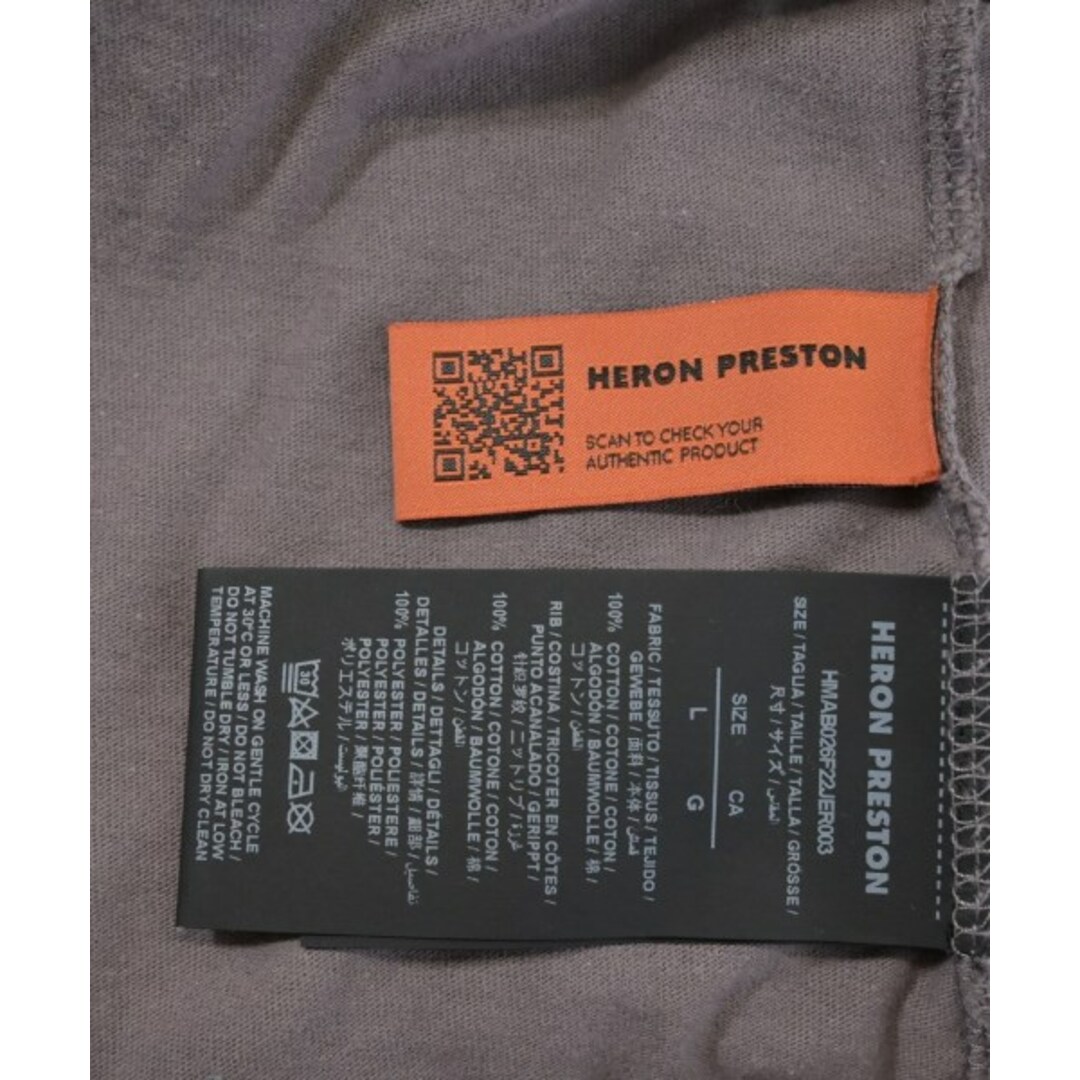 HERON PRESTON
SCAN TO CHECK YOUR
AUTHENTIC PRODUCT
HERON PRESTON
HMAB026F22JER003
SIZE / TAGLIA / TAILLE / TALLA / GRÖSSE /
尺寸 / サイズ /
SIZE CA
L G
FABRIC / TESSUTO / TISSUS / TEJIDO /
GEWEBE / 面料 / 本体 / قماش
100% COTTON / COTONE / COTON /
ALGODÓN / BAUMWOLLE / 棉 /
コットン / القطن
RIB / COSTINA / TRICOTER EN CÔTES /
PUNTO ACANALADO / GERIPPT /
针织罗纹 / ニットリブ /
100% COTTON / COTONE / COTON /
ALGODÓN / BAUMWOLLE / 棉 /
コットン / القطن
DETAILS / DETTAGLI / DÉTAILS /
DETALLES / DETAILS / 詳情 / 細部 / تفاصيل
100% POLYESTER / POLIESTERE /
POLYESTER / POLIÉSTER /
POLYESTER / 聚酯纤维 /
ポリエステル / البوليستر
30
MACHINE WASH ON GENTLE CYCLE
AT 30°C OR LESS / DO NOT BLEACH /
DO NOT TUMBLE DRY / IRON AT LOW
TEMPERATURE / DO NOT DRY CLEAN